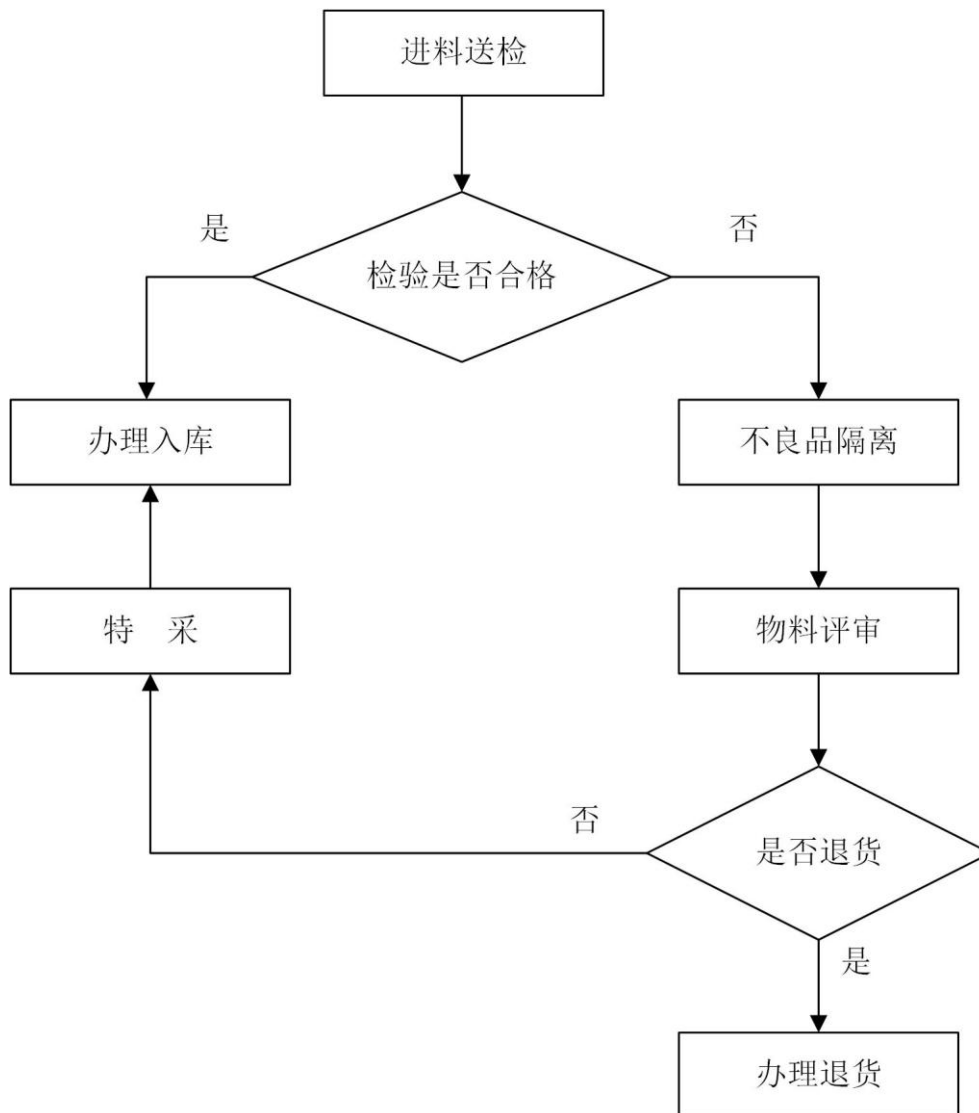 进料送检
是
否
检验是否合格
办理入库
不良品隔离
特 采
物料评审
否
是否退货
是
办理退货